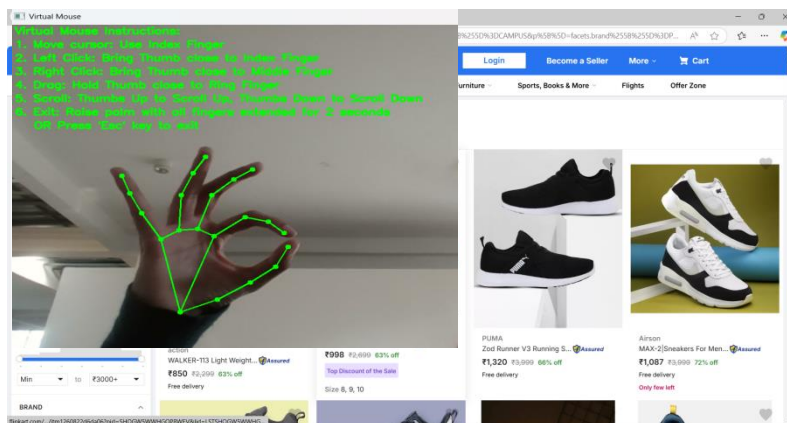 Virtual Mouse
Virtual Mouse Instructions:
1. Move cursor: Use Index Finger
2. Left Click: Bring Thumb close to Index Finger
3. Right Click: Bring Thumb close to Middle Finger
4. Drag: Hold Thumb close to Ring Finger
5. Scroll: Thumbs Up to Scroll Up, Thumbs Down to Scroll Down
6. Exit: Raise palm with all fingers extended for 2 seconds
OR Press 'Esc' key to exit
Login
Become a Seller
More
Cart
Sports, Books & More
Flights
Offer Zone
action
WALKER-113 Light Weight... Assured
₹850 ₹2,299 63% off
Free delivery
₹998 ₹2,699 63% off
Top Discount of the Sale
Size 6, 9, 10
PUMA
Zod Runner V3 Running S... Assured
₹1,320 ₹3,999 66% off
Free delivery
Airson
MAX-2|Sneakers For Men... Assured
₹1,087 ₹3,999 72% off
Free delivery
Only few left
Min
to
₹3000+
BRAND
PUMA